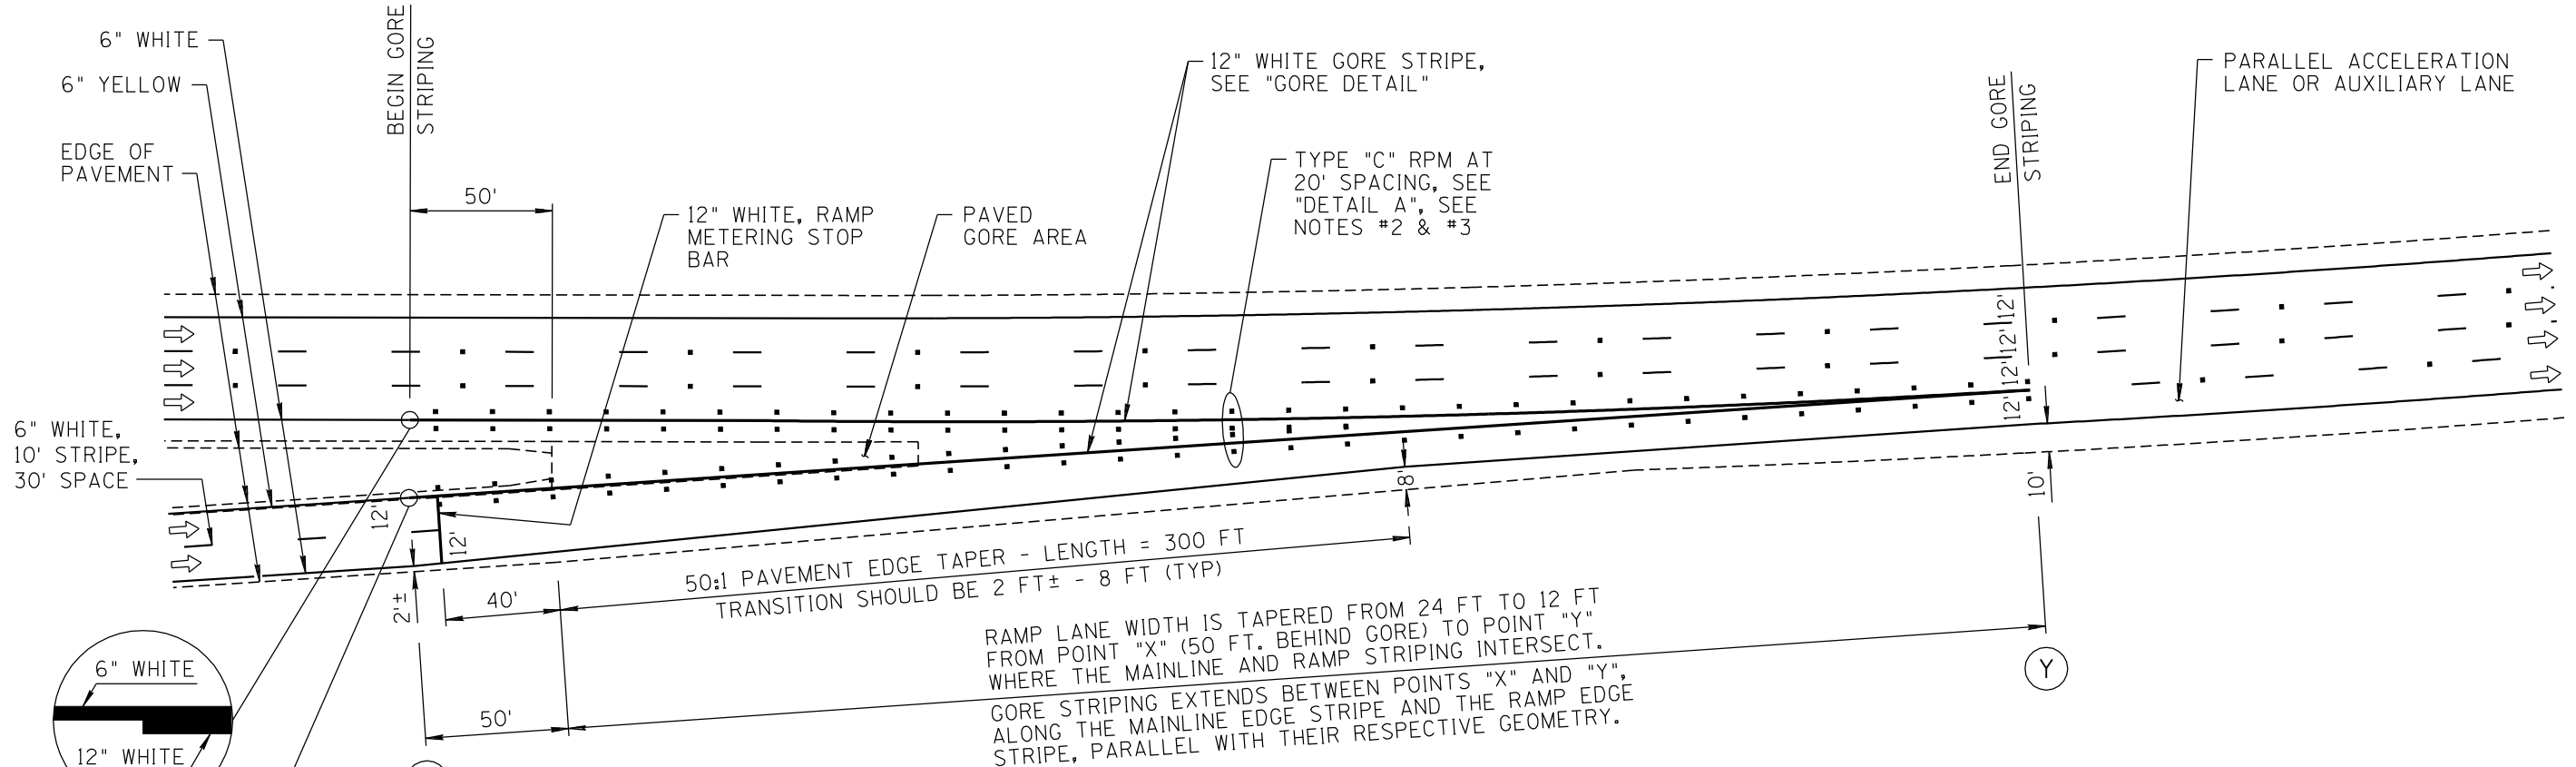 6" WHITE
6" YELLOW
EDGE OF
PAVEMENT
BEGIN GORE
STRIPING
50'
12" WHITE, RAMP
METERING STOP
BAR
PAVED
GORE AREA
12" WHITE GORE STRIPE,
SEE "GORE DETAIL"
TYPE "C" RPM AT
20' SPACING, SEE
"DETAIL A", SEE
NOTES #2 & #3
END GORE
STRIPING
PARALLEL ACCELERATION
LANE OR AUXILIARY LANE
12'
12'
12'
12'
6" WHITE,
10' STRIPE,
30' SPACE
12'
12'
2'±
8'
10'
40'
50:1 PAVEMENT EDGE TAPER - LENGTH = 300 FT
TRANSITION SHOULD BE 2 FT± - 8 FT (TYP)
RAMP LANE WIDTH IS TAPERED FROM 24 FT TO 12 FT
FROM POINT "X" (50 FT. BEHIND GORE) TO POINT "Y"
WHERE THE MAINLINE AND RAMP STRIPING INTERSECT.
GORE STRIPING EXTENDS BETWEEN POINTS "X" AND "Y",
ALONG THE MAINLINE EDGE STRIPE AND THE RAMP EDGE
STRIPE, PARALLEL WITH THEIR RESPECTIVE GEOMETRY.
50'
Y
6" WHITE
12" WHITE